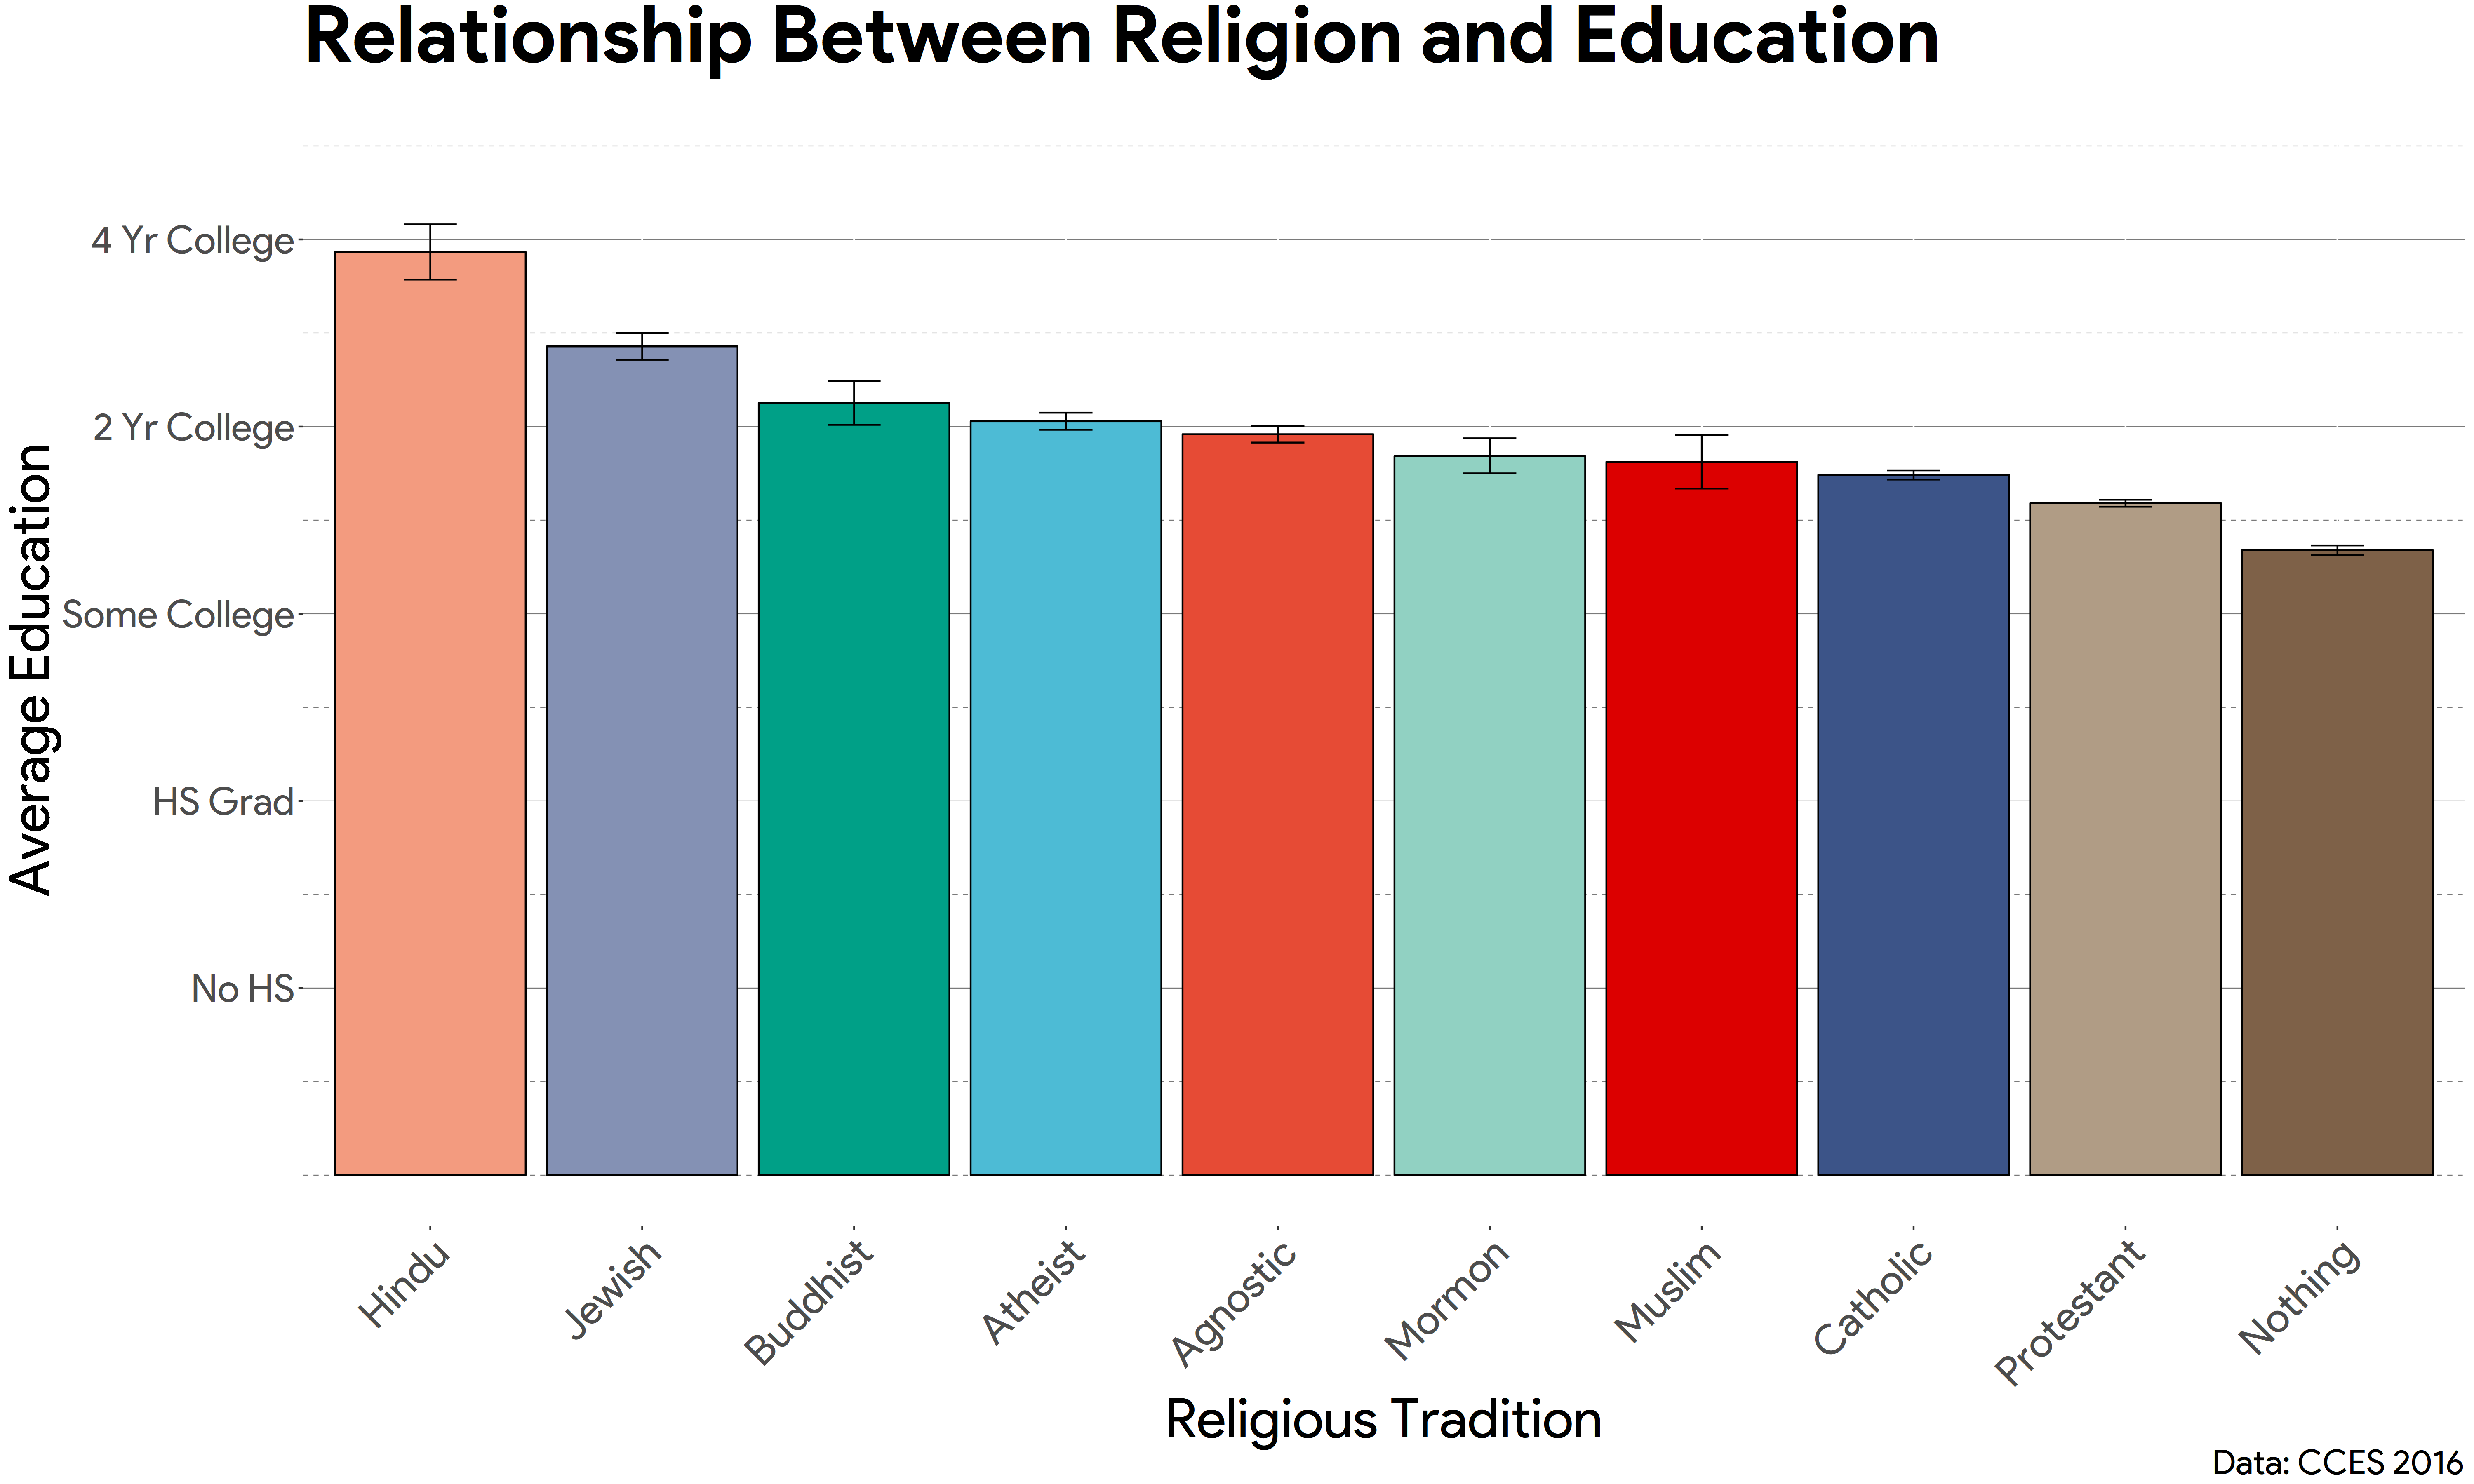 Relationship Between Religion and Education
Average Education
4 Yr College
2 Yr College
Some College
HS Grad
No HS
Hindu
Jewish
Buddhist
Atheist
Agnostic
Mormon
Muslim
Catholic
Protestant
Nothing
Religious Tradition
Data: CCES 2016